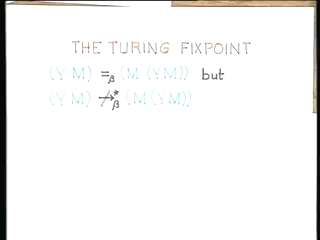 THE TURING FIXPOINT
(Y M) =β (M (Y M)) but
(Y M) ↛*β (M (Y M))